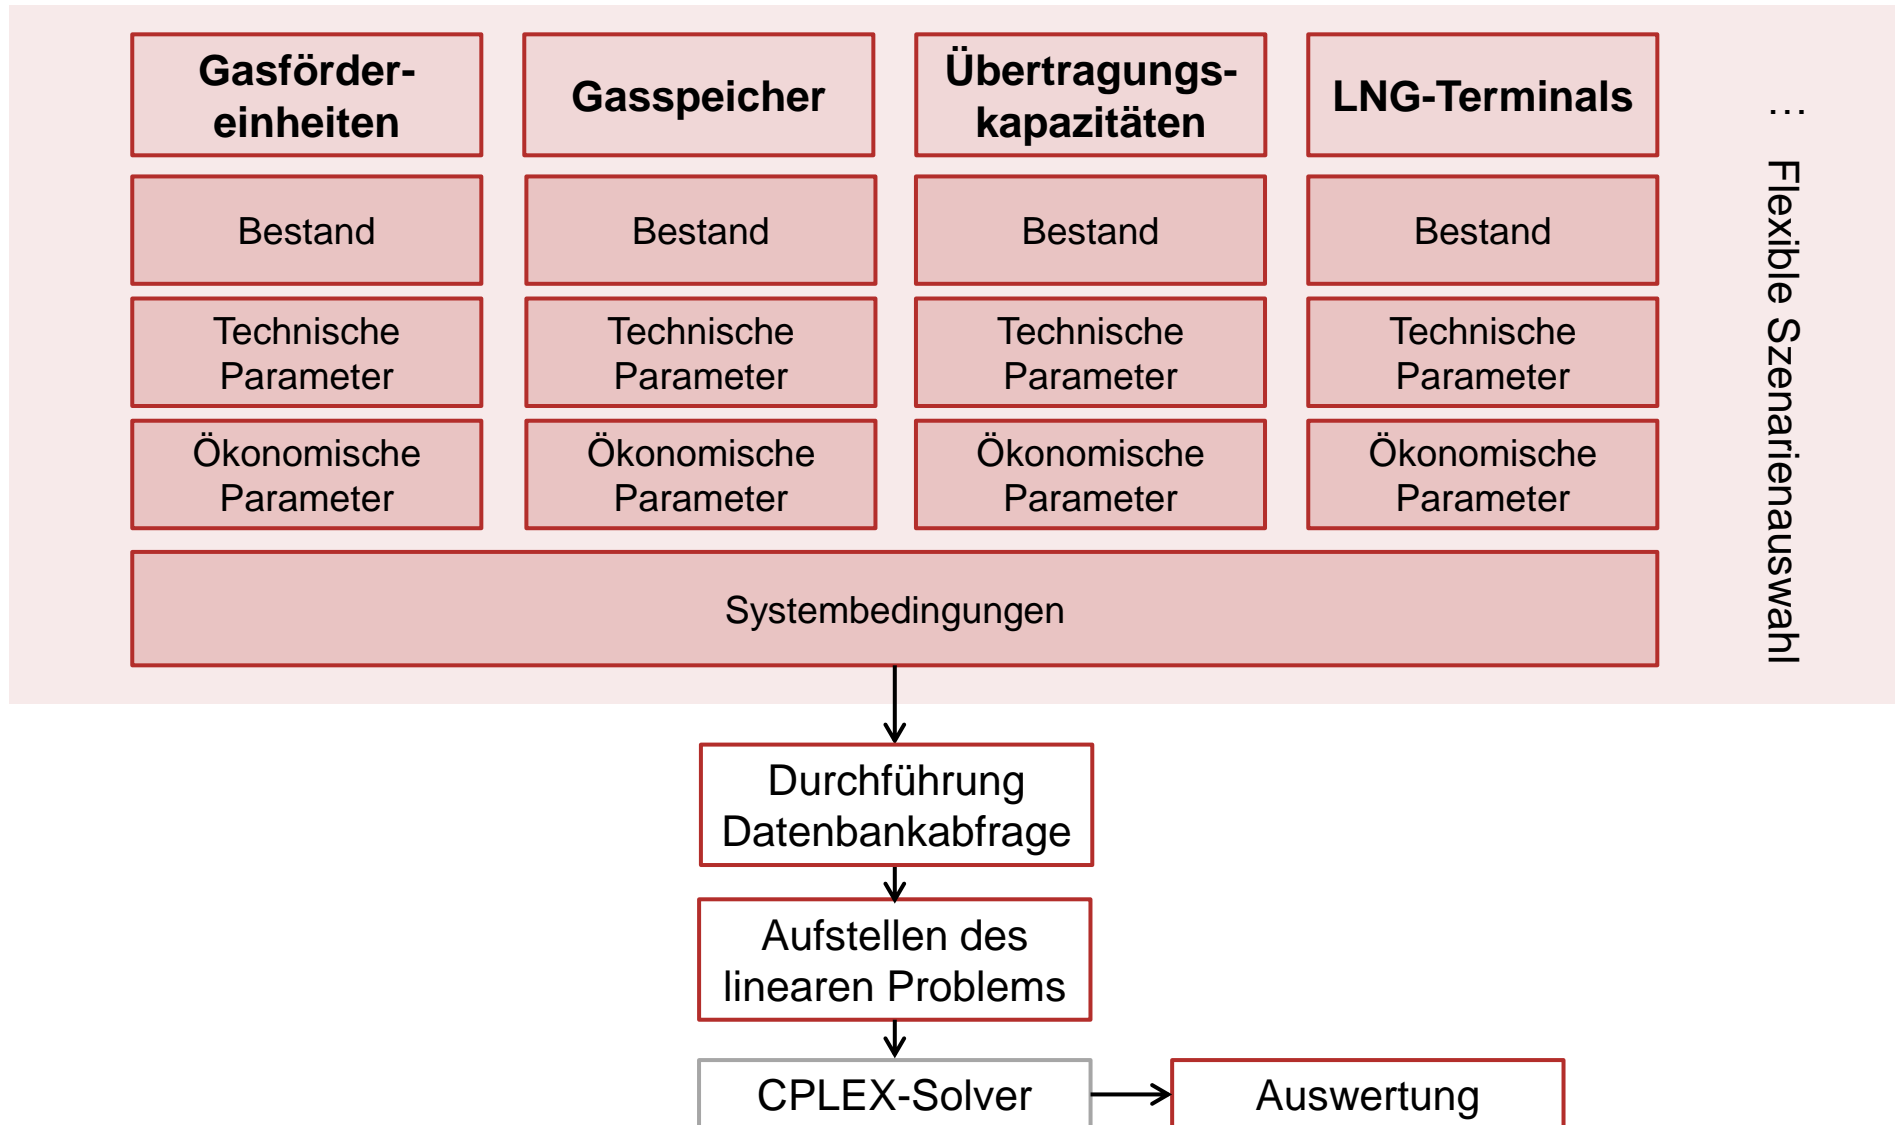 Gasförder-
einheiten
Gasspeicher
Übertragungs-
kapazitäten
LNG-Terminals
Bestand
Bestand
Bestand
Bestand
Technische
Parameter
Technische
Parameter
Technische
Parameter
Technische
Parameter
Ökonomische
Parameter
Ökonomische
Parameter
Ökonomische
Parameter
Ökonomische
Parameter
Systembedingungen
... Flexible Szenarienauswahl
Durchführung
Datenbankabfrage
Aufstellen des
linearen Problems
CPLEX-Solver
Auswertung